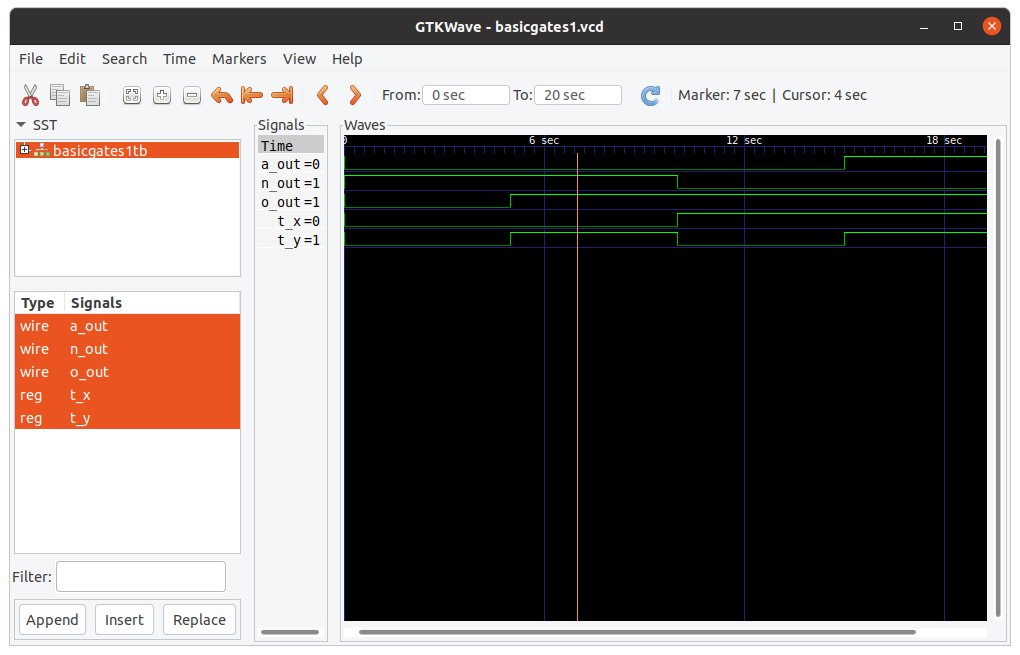 GTKWave - basicgates1.vcd
File Edit Search Time Markers View Help
From: 0 sec To: 20 sec Marker: 7 sec | Cursor: 4 sec
SST
basicgates1tb
Type Signals
wire a_out
wire n_out
wire o_out
reg t_x
reg t_y
Filter:
Append Insert Replace
Signals
Time
a_out=0
n_out=1
o_out=1
t_x=0
t_y=1
Waves
0 6 sec 12 sec 18 sec